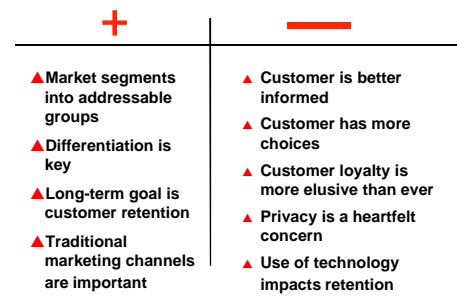 +
Market segments
into addressable
groups
Differentiation is
key
Long-term goal is
customer retention
Traditional
marketing channels
are important
Customer is better
informed
Customer has more
choices
Customer loyalty is
more elusive than ever
Privacy is a heartfelt
concern
Use of technology
impacts retention